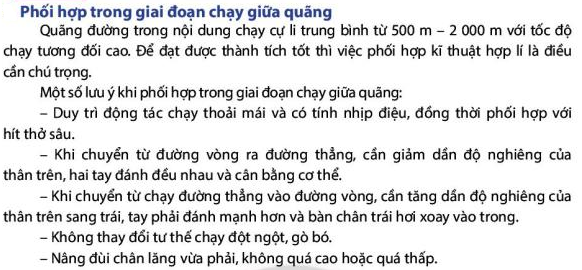 Phối hợp trong giai đoạn chạy giữa quãng
Quãng đường trong nội dung chạy cự li trung bình từ 500 m – 2 000 m với tốc độ
chạy tương đối cao. Để đạt được thành tích tốt thì việc phối hợp kĩ thuật hợp lí là điều
cần chú trọng.
Một số lưu ý khi phối hợp trong giai đoạn chạy giữa quãng:
– Duy trì động tác chạy thoải mái và có tính nhịp điệu, đồng thời phối hợp với
hít thở sâu.
– Khi chuyển từ đường vòng ra đường thẳng, cần giảm dần độ nghiêng của
thân trên, hai tay đánh đều nhau và cân bằng cơ thể.
– Khi chuyển từ chạy đường thẳng vào đường vòng, cần tăng dần độ nghiêng của
thân trên sang trái, tay phải đánh mạnh hơn và bàn chân trái hơi xoay vào trong.
– Không thay đổi tư thế chạy đột ngột, gò bó.
– Nâng đùi chân lăng vừa phải, không quá cao hoặc quá thấp.